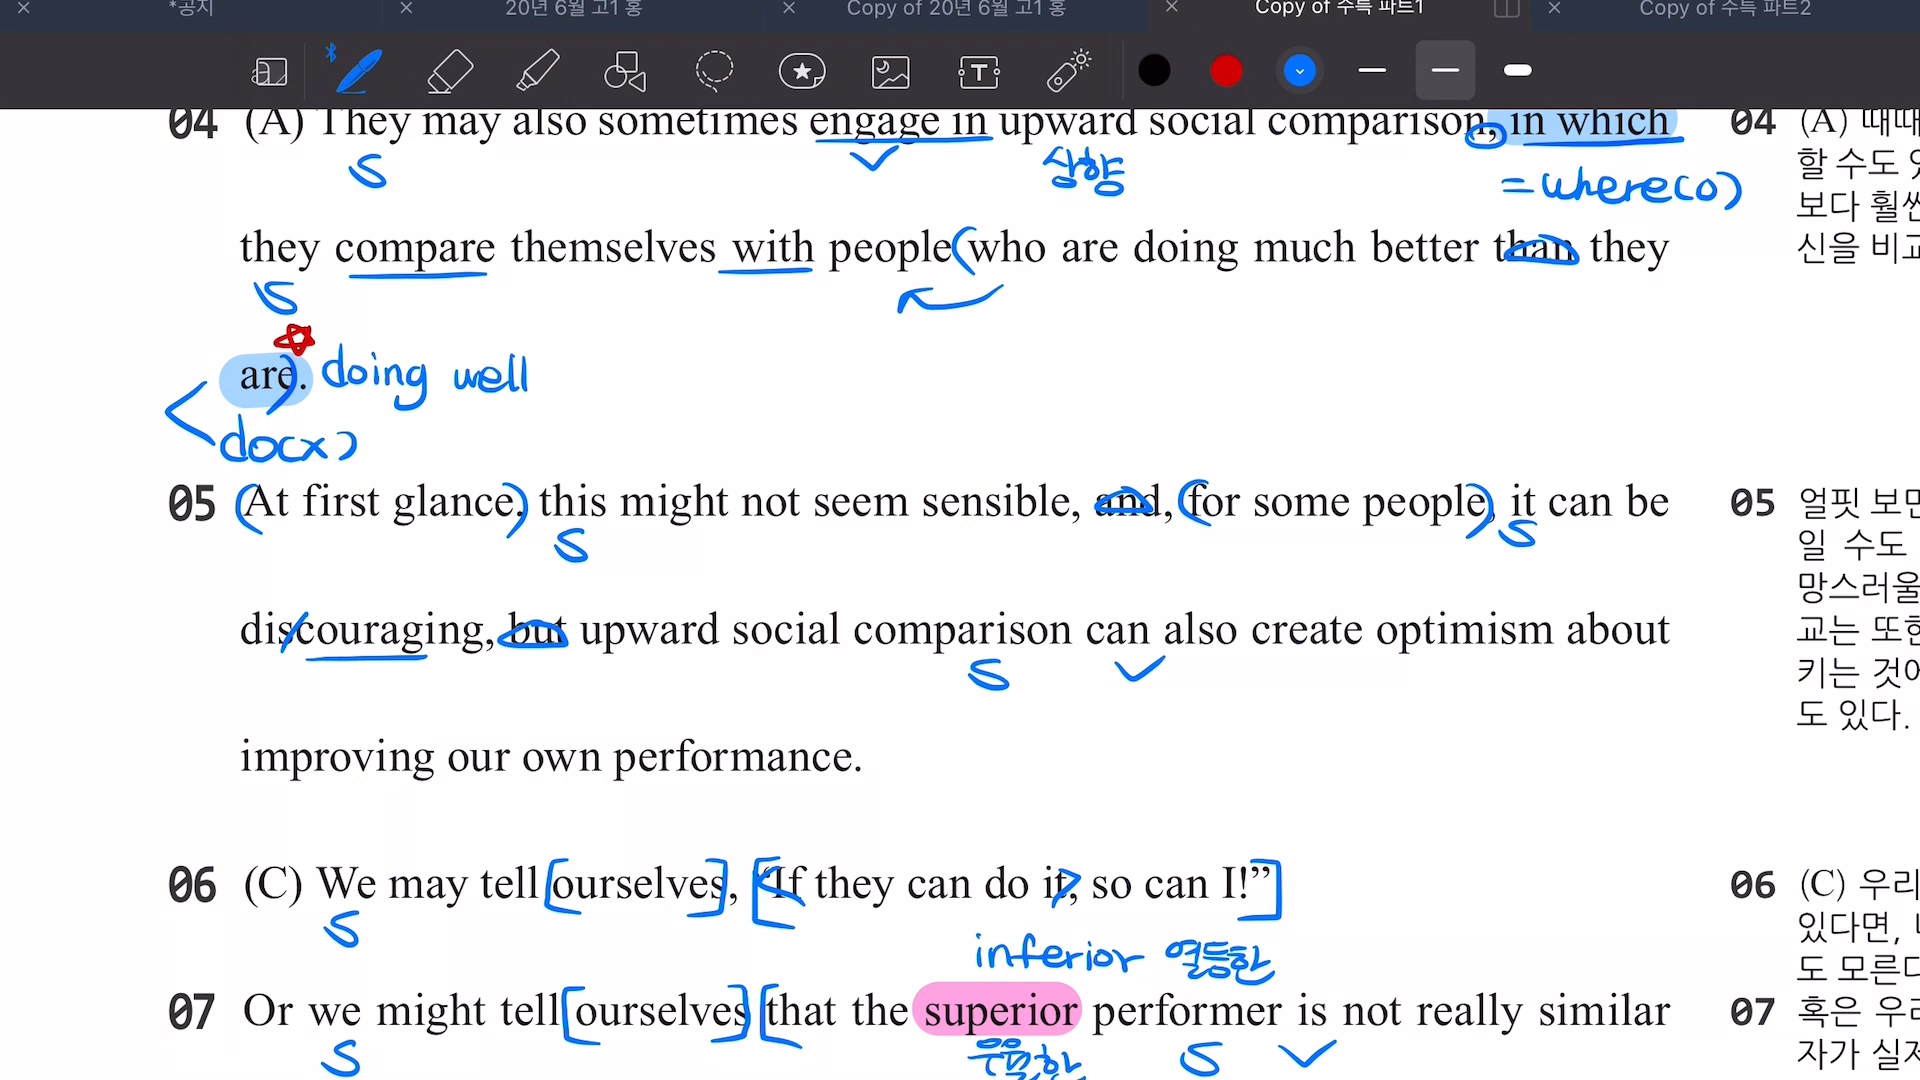 *공지
20년 6월 고1 홍
Copy of 20년 6월 고1 홍
Copy of 수특 파트1
Copy of 수특 파트2
04 (A) They may also sometimes engage in upward social comparison, in which
S
상향
=where(o)
they compare themselves with people who are doing much better than they
S
are. doing well
do(x)
05 At first glance, this might not seem sensible, and, for some people, it can be
S
S
discouraging, but upward social comparison can also create optimism about
S
improving our own performance.
06 (C) We may tell ourselves, “If they can do it, so can I!”
S
inferior 열등한
07 Or we might tell ourselves that the superior performer is not really similar
S
우월한
S
04 (A) 때때
할 수도 있
보다 훨씬
신을 비교
05 얼핏 보면
일 수도
망스러울
교는 또한
키는 것에
도 있다.
06 (C) 우리
있다면,
도 모른다
07 혹은 우리
자가 실제